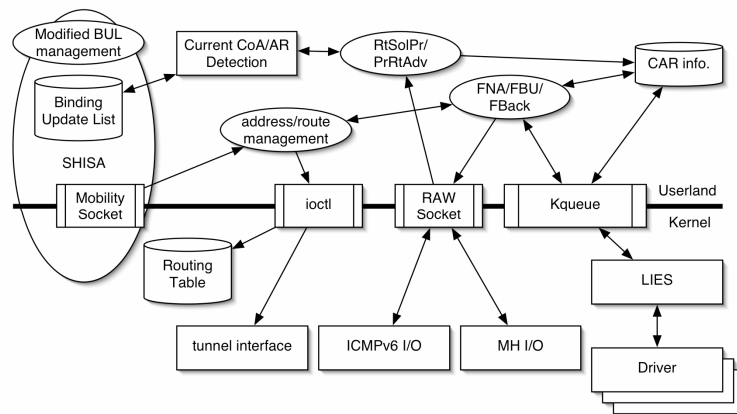 Modified BUL
management
Current CoA/AR
Detection
RtSolPr/
PrRtAdv
CAR info.
Binding
Update List
FNA/FBU/
FBack
address/route
management
SHISA
Mobility
Socket
ioctl
RAW
Socket
Kqueue
Userland
Kernel
Routing
Table
LIES
tunnel interface
ICMPv6 I/O
MH I/O
Driver